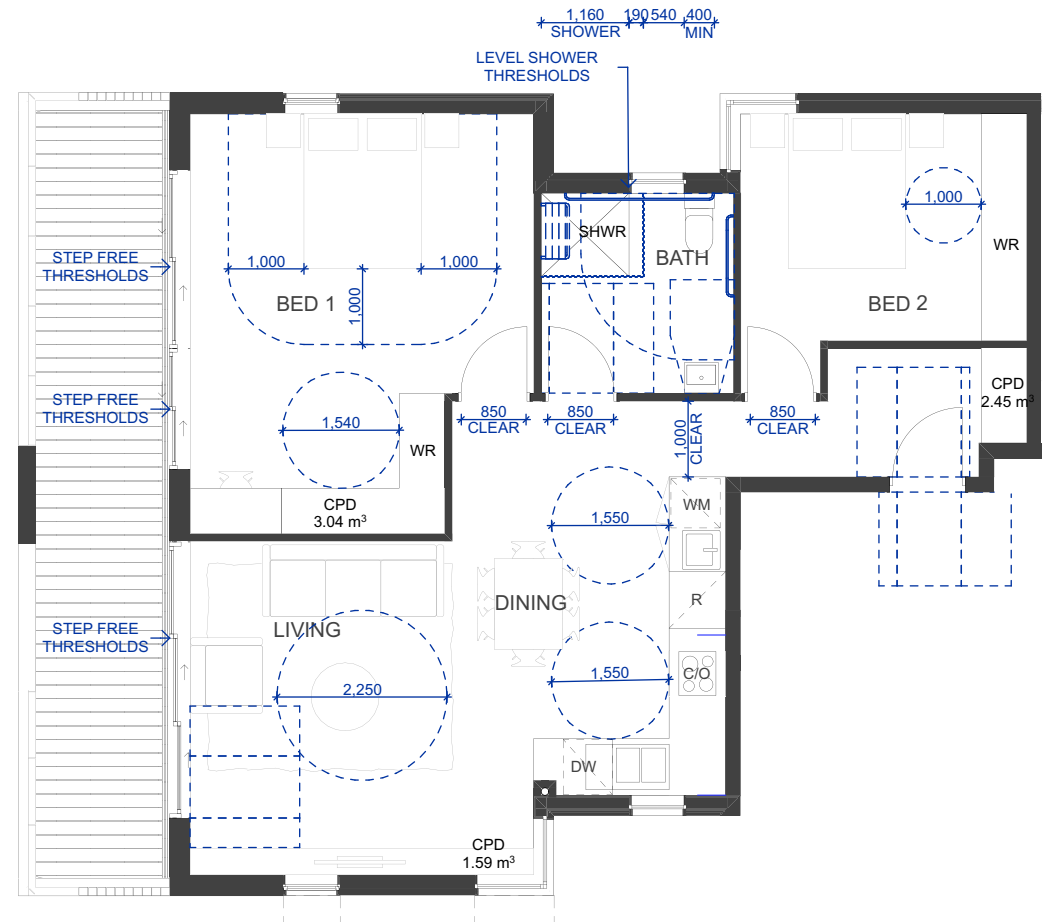 1,160 190 540 400
SHOWER MIN
LEVEL SHOWER
THRESHOLDS
1,000
SHWR
BATH
WR
STEP FREE
THRESHOLDS
1,000
1,000
1,000
BED 1
BED 2
CPD
2.45 m³
STEP FREE
THRESHOLDS
850
CLEAR
850
CLEAR
1,000
CLEAR
850
CLEAR
1,540
WR
CPD
3.04 m³
WM
1,550
R
DINING
STEP FREE
THRESHOLDS
LIVING
1,550
C/O
2,250
DW
CPD
1.59 m³